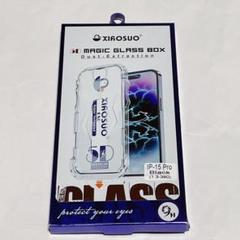 XIROSUO
MAGIC GLASS BOX
Dust-Extraction
XIROSUO
IP-15 Pro
Black
GLASS
protect your eyes
9H